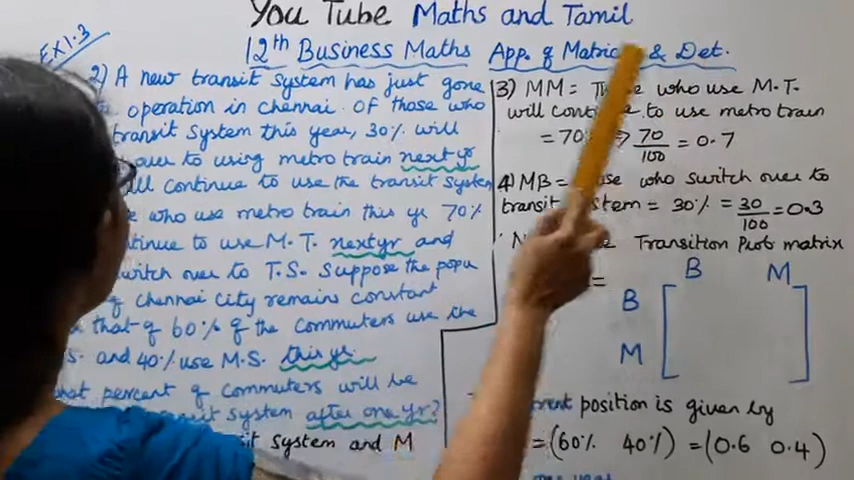 You Tube Maths and Tamil
12th Business Maths App. of Matric & Det.
EX 1.3
2) A new transit system has just gone
operation in Chennai. Of those who
transit system this year, 30% will
over to using metro train next yr
will continue to use the transit system
who use metro train this yr 70%
continue to use M.T. next yr and
switch over to T.S. Suppose the popu
of Chennai city remains constant
that of 60% of the commuters use the
and 40% use M.S. this yr.
percent of commuters will be
transit system after one yr?
system and M
3) MM = who use M.T.
will to use metro train
= 70 ⇒ 70/100 = 0.7
4) MB = who switch over to
transit = 30% = 30/100 = 0.3
Transition Prob matrix
B M
=
B
M
position is given by
= (60% 40%) = (0.6 0.4)